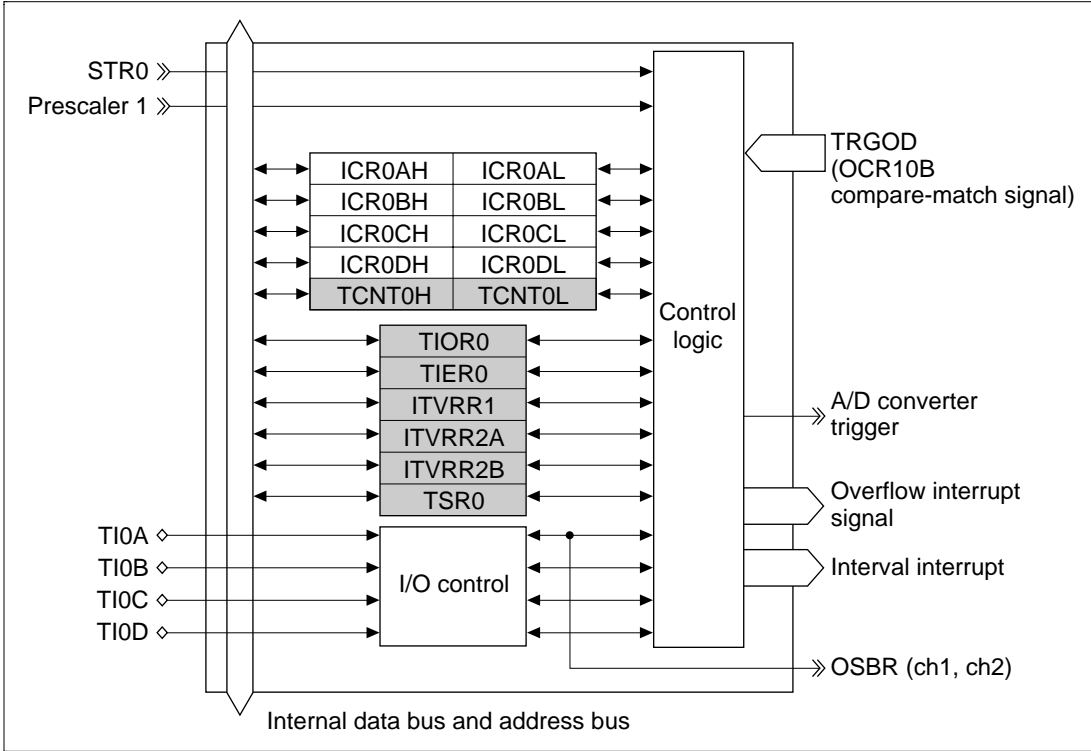 STR0
Prescaler 1
TRGOD
(OCR10B
compare-match signal)
ICR0AH ICR0AL
ICR0BH ICR0BL
ICR0CH ICR0CL
ICR0DH ICR0DL
TCNT0H TCNT0L
Control
logic
TIOR0
TIER0
ITVRR1
ITVRR2A
ITVRR2B
TSR0
A/D converter
trigger
Overflow interrupt
signal
TI0A
TI0B
TI0C
TI0D
I/O control
Interval interrupt
OSBR (ch1, ch2)
Internal data bus and address bus